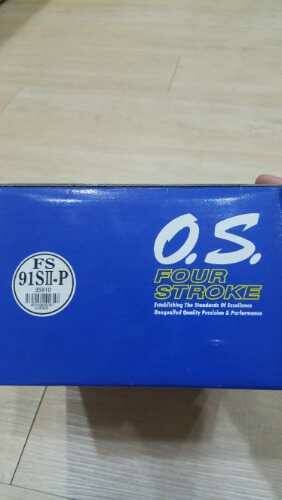 O.S.
FOUR
STROKE
Establishing The Standards Of Excellence
Unequalled Quality Precision & Performance
FS
91SII-P